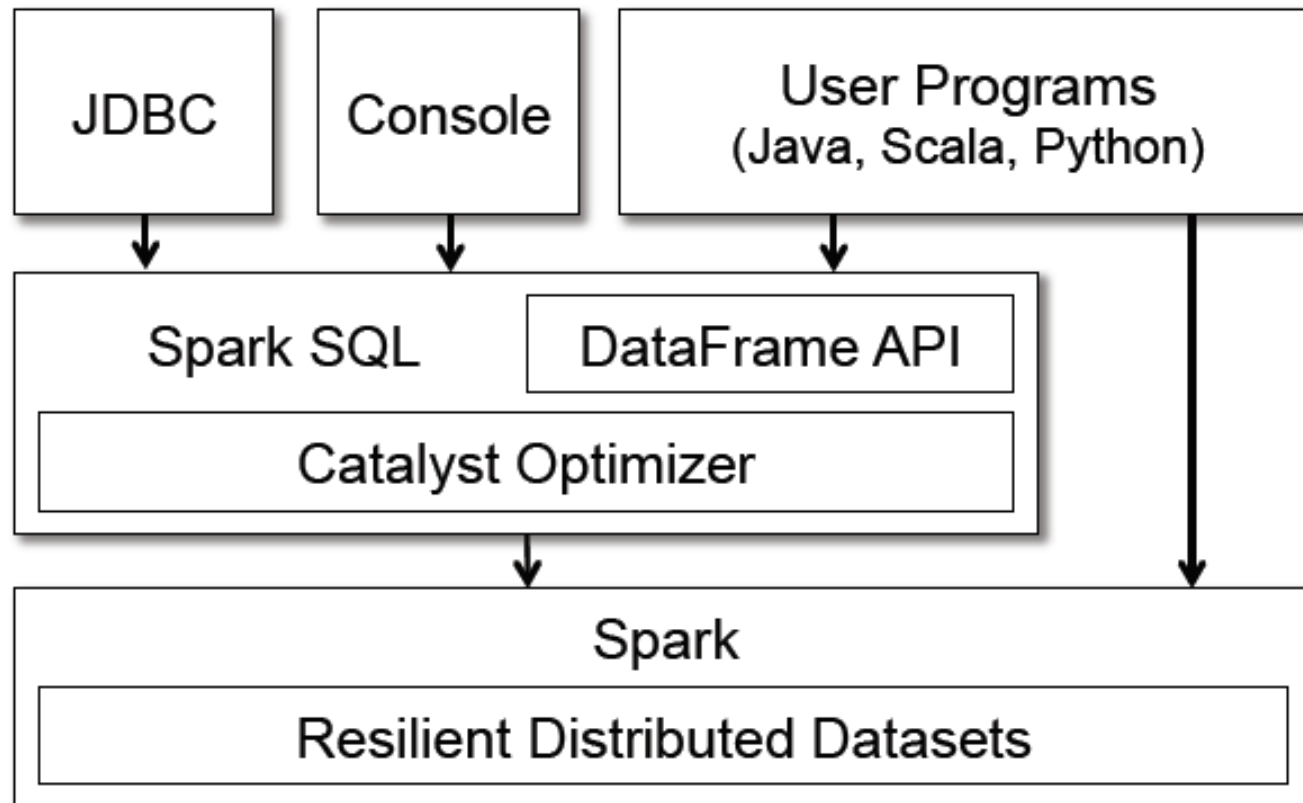 JDBC
Console
User Programs
(Java, Scala, Python)
Spark SQL
DataFrame API
Catalyst Optimizer
Spark
Resilient Distributed Datasets